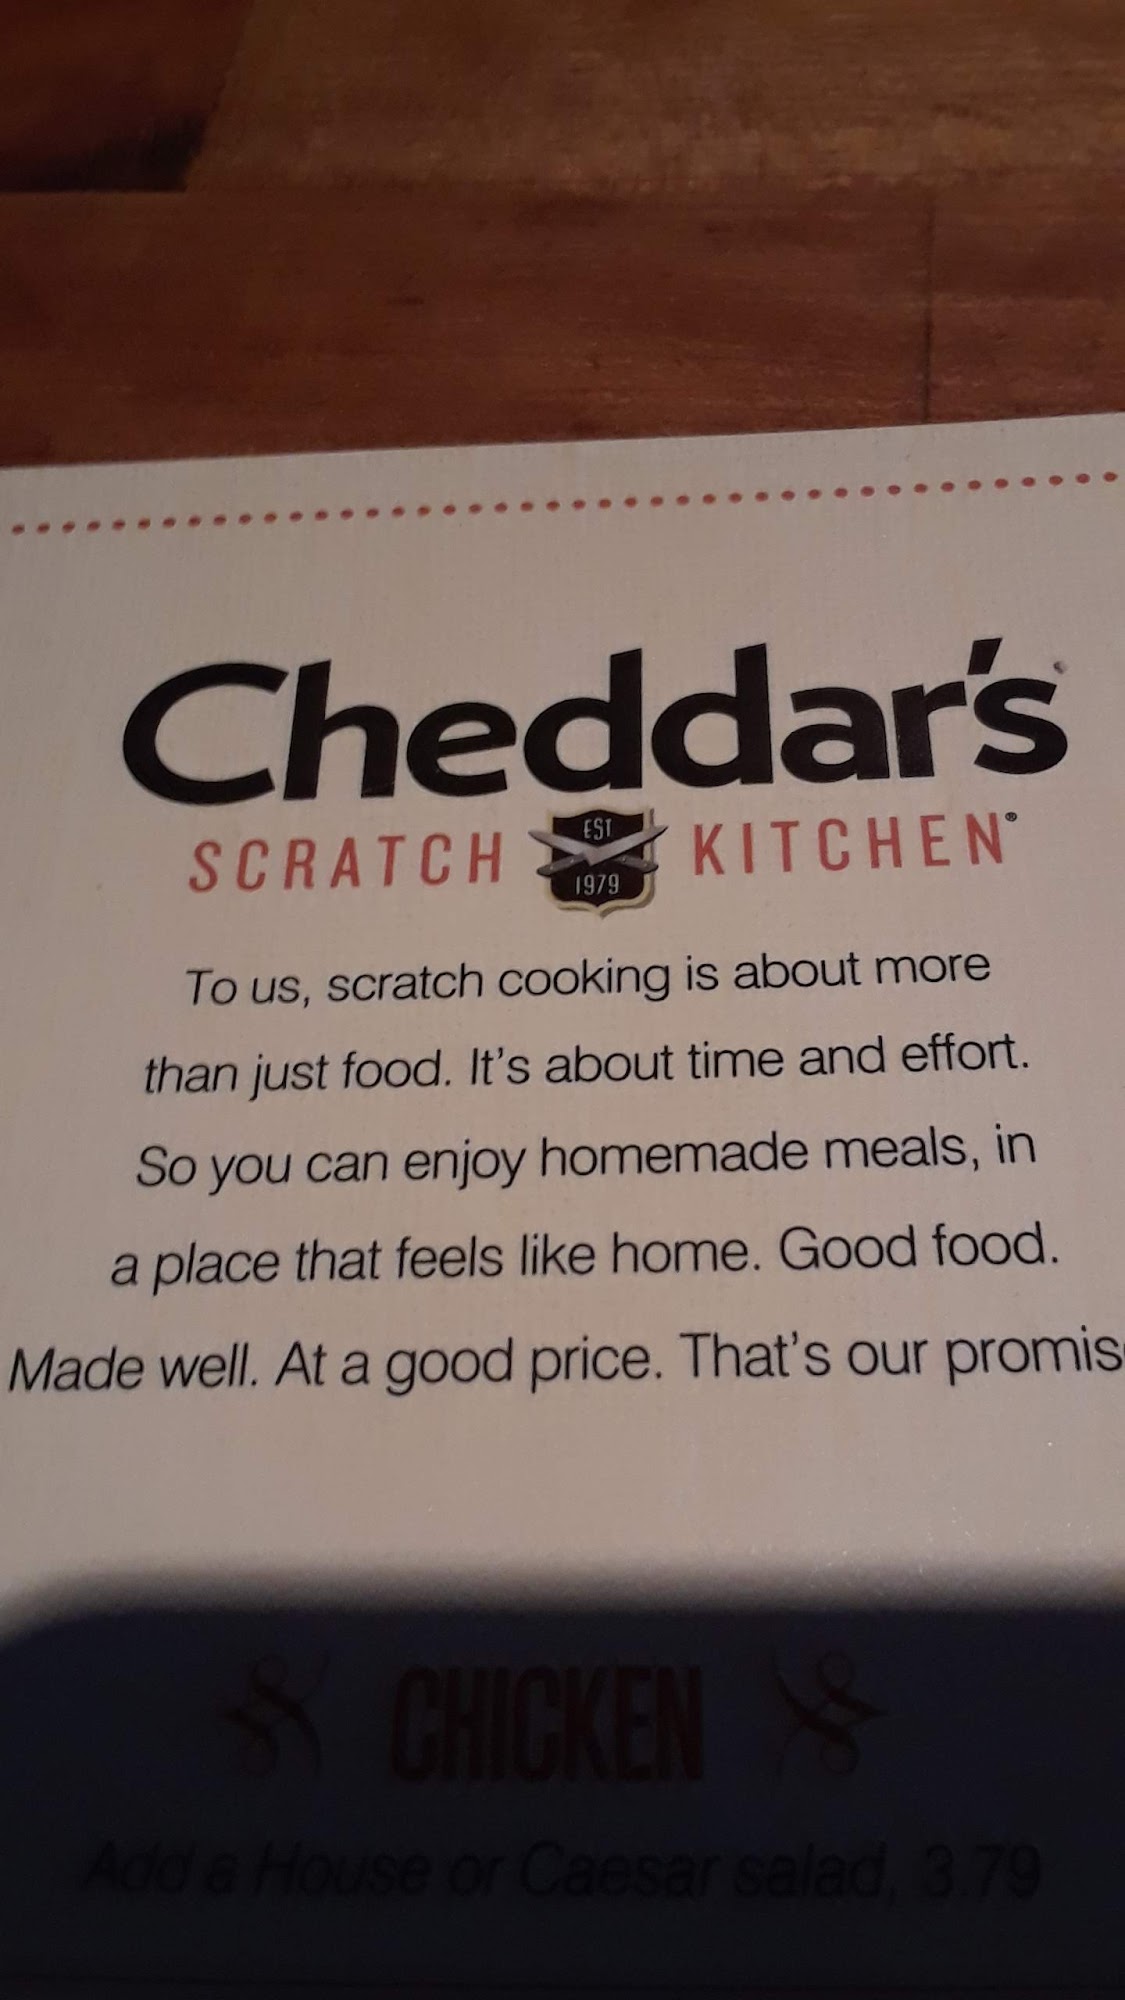 Cheddar's
SCRATCH EST 1979 KITCHEN®
To us, scratch cooking is about more
than just food. It's about time and effort.
So you can enjoy homemade meals, in
a place that feels like home. Good food.
Made well. At a good price. That's our promis
CHICKEN
Add a House or Caesar salad, 3.79